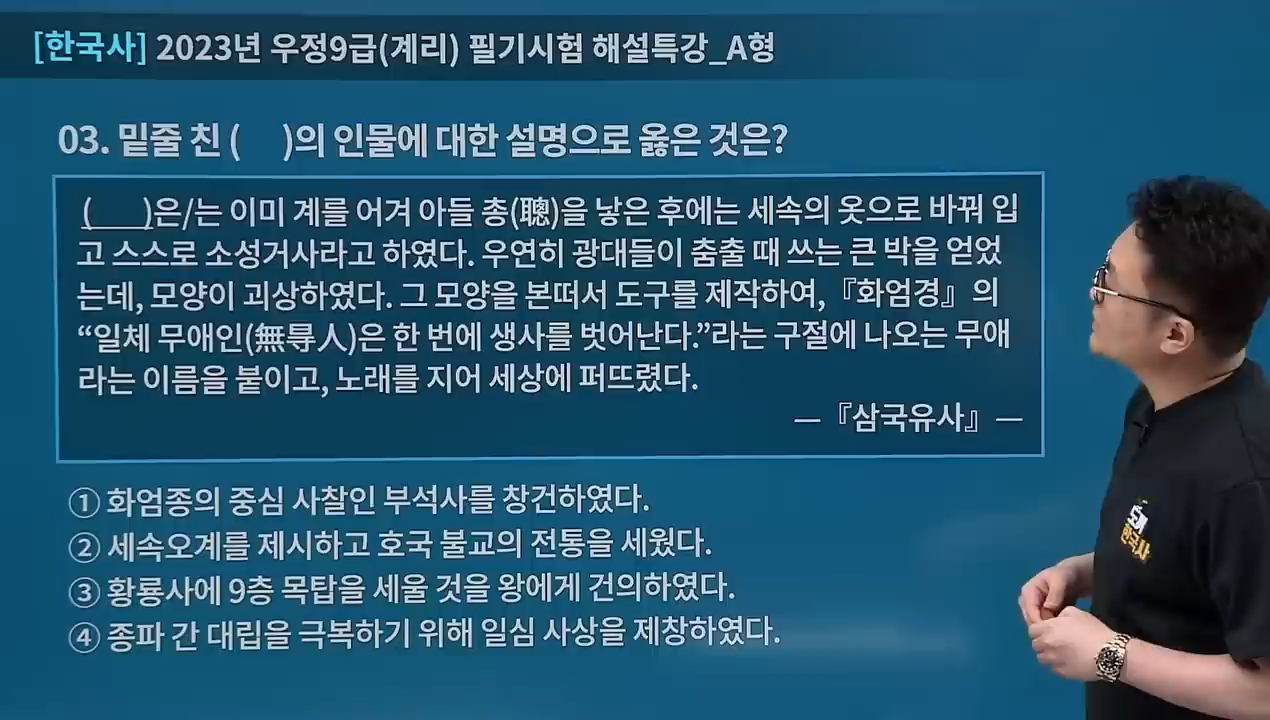 [한국사] 2023년 우정9급(계리) 필기시험 해설특강_A형
03. 밑줄 친 (      )의 인물에 대한 설명으로 옳은 것은?
(      )은/는 이미 계를 어겨 아들 총(聰)을 낳은 후에는 세속의 옷으로 바꿔 입
고 스스로 소성거사라고 하였다. 우연히 광대들이 춤출 때 쓰는 큰 박을 얻었
는데, 모양이 괴상하였다. 그 모양을 본떠서 도구를 제작하여, 『화엄경』의
“일체 무애인(無㝵人)은 한 번에 생사를 벗어난다.”라는 구절에 나오는 무애
라는 이름을 붙이고, 노래를 지어 세상에 퍼뜨렸다.
— 『삼국유사』 —
① 화엄종의 중심 사찰인 부석사를 창건하였다.
② 세속오계를 제시하고 호국 불교의 전통을 세웠다.
③ 황룡사에 9층 목탑을 세울 것을 왕에게 건의하였다.
④ 종파 간 대립을 극복하기 위해 일심 사상을 제창하였다.
한국사